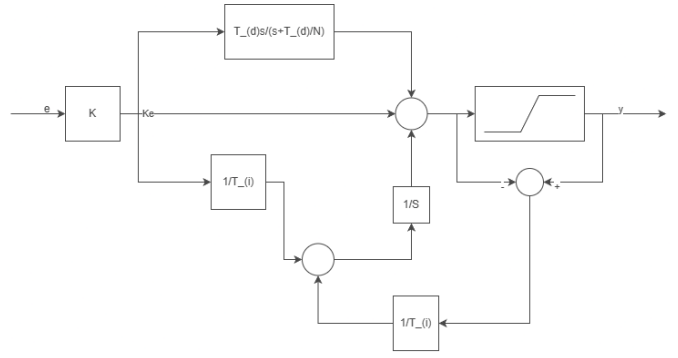 T_(d)s/(s+T_(d)/N)
e
K
Ke
y
1/T_(i)
-
+
1/S
1/T_(i)